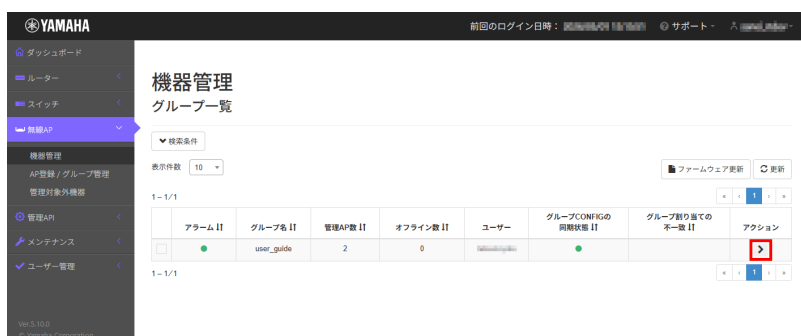 YAMAHA
前回のログイン日時：
サポート
ダッシュボード
ルーター
スイッチ
無線AP
機器管理
AP登録 / グループ管理
管理対象外機器
管理API
メンテナンス
ユーザー管理
Ver.5.10.0
© Yamaha Corporation
機器管理
グループ一覧
検索条件
表示件数 10
ファームウェア更新 更新
1 – 1 / 1
« ‹ 1 › »
アラーム グループ名 管理AP数 オフライン数 ユーザー グループCONFIGの同期状態 グループ割り当ての不一致 アクション
user_guide 2 0
1 – 1 / 1
« ‹ 1 › »